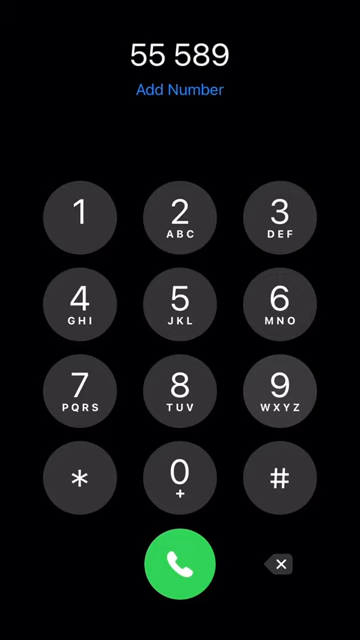 55 589
Add Number
1 2 3
ABC DEF
4 5 6
GHI JKL MNO
7 8 9
PQRS TUV WXYZ
* 0 #
+